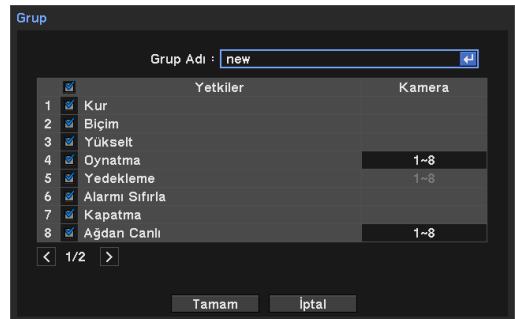 Grup
Grup Adı : new
Yetkiler Kamera
1 Kur
2 Biçim
3 Yükselt
4 Oynatma 1~8
5 Yedekleme 1~8
6 Alarmı Sıfırla
7 Kapatma
8 Ağdan Canlı 1~8
< 1/2 >
Tamam İptal